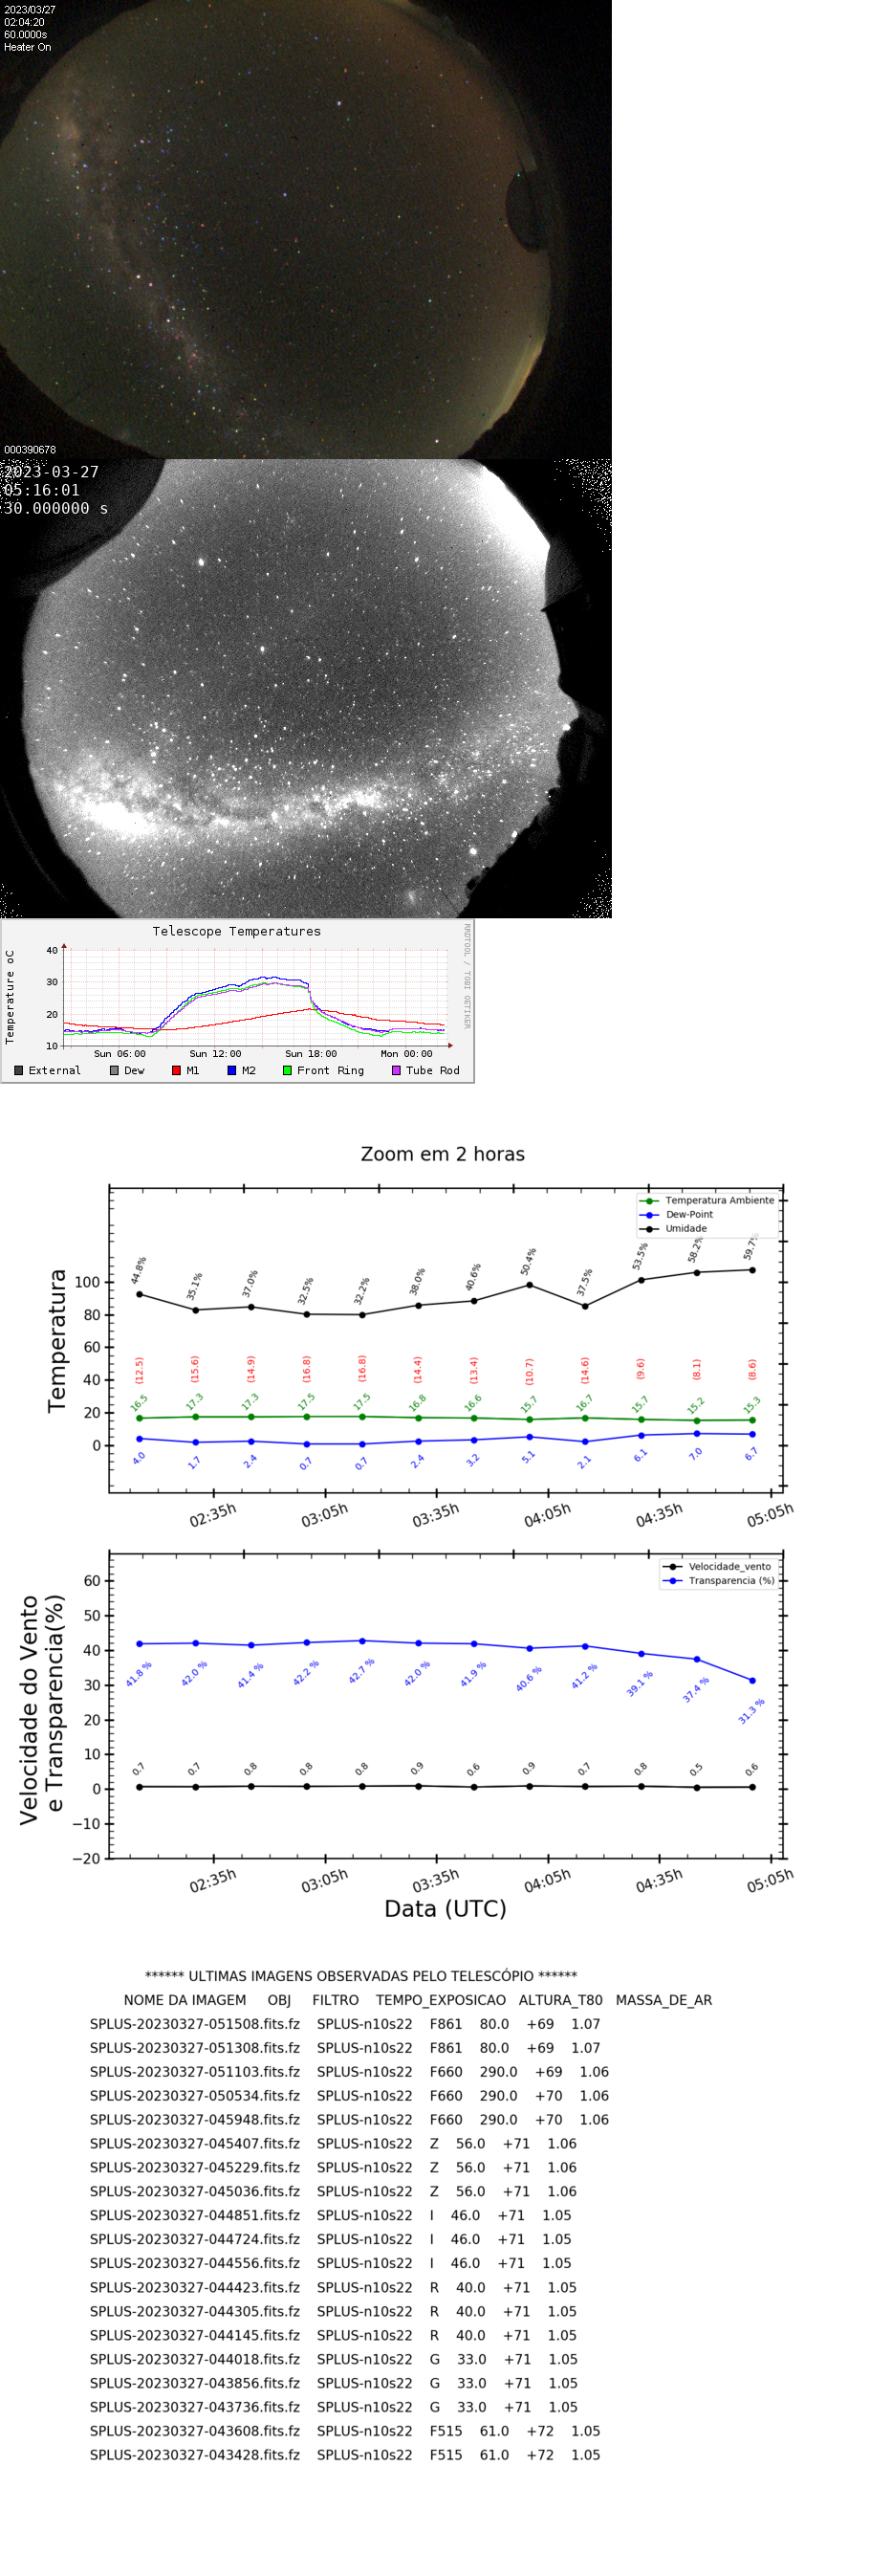 2023/03/27
02:04:20
60.0000s
Heater On
000390678
2023-03-27
05:16:01
30.000000 s
Telescope Temperatures
Temperature oC
40
30
20
10
Sun 06:00 Sun 12:00 Sun 18:00 Mon 00:00
External Dew M1 M2 Front Ring Tube Rod
RRDTOOL / TOBI OETIKER
Zoom em 2 horas
Temperatura Ambiente
Dew-Point
Umidade
Temperatura
100
80
60
40
20
0
44.8% 35.1% 37.0% 32.5% 32.2% 38.0% 40.6% 50.4% 37.5% 53.5% 58.2% 59.7%
(12.5) (15.6) (14.9) (16.8) (16.8) (14.4) (13.4) (10.7) (14.6) (9.6) (8.1) (8.6)
16.5 17.3 17.3 17.5 17.5 16.8 16.6 15.7 16.7 15.7 15.2 15.3
4.0 1.7 2.4 0.7 0.7 2.4 3.2 5.1 2.1 6.1 7.0 6.7
02:35h 03:05h 03:35h 04:05h 04:35h 05:05h
Velocidade_vento
Transparencia (%)
Velocidade do Vento
e Transparencia(%)
60
50
40
30
20
10
0
−10
−20
41.8 % 42.0 % 41.4 % 42.2 % 42.7 % 42.0 % 41.9 % 40.6 % 41.2 % 39.1 % 37.4 % 31.3 %
0.7 0.7 0.8 0.8 0.8 0.9 0.6 0.9 0.7 0.8 0.5 0.6
02:35h 03:05h 03:35h 04:05h 04:35h 05:05h
Data (UTC)
****** ULTIMAS IMAGENS OBSERVADAS PELO TELESCÓPIO ******
NOME DA IMAGEM OBJ FILTRO TEMPO_EXPOSICAO ALTURA_T80 MASSA_DE_AR
SPLUS-20230327-051508.fits.fz SPLUS-n10s22 F861 80.0 +69 1.07
SPLUS-20230327-051308.fits.fz SPLUS-n10s22 F861 80.0 +69 1.07
SPLUS-20230327-051103.fits.fz SPLUS-n10s22 F660 290.0 +69 1.06
SPLUS-20230327-050534.fits.fz SPLUS-n10s22 F660 290.0 +70 1.06
SPLUS-20230327-045948.fits.fz SPLUS-n10s22 F660 290.0 +70 1.06
SPLUS-20230327-045407.fits.fz SPLUS-n10s22 Z 56.0 +71 1.06
SPLUS-20230327-045229.fits.fz SPLUS-n10s22 Z 56.0 +71 1.06
SPLUS-20230327-045036.fits.fz SPLUS-n10s22 Z 56.0 +71 1.06
SPLUS-20230327-044851.fits.fz SPLUS-n10s22 I 46.0 +71 1.05
SPLUS-20230327-044724.fits.fz SPLUS-n10s22 I 46.0 +71 1.05
SPLUS-20230327-044556.fits.fz SPLUS-n10s22 I 46.0 +71 1.05
SPLUS-20230327-044423.fits.fz SPLUS-n10s22 R 40.0 +71 1.05
SPLUS-20230327-044305.fits.fz SPLUS-n10s22 R 40.0 +71 1.05
SPLUS-20230327-044145.fits.fz SPLUS-n10s22 R 40.0 +71 1.05
SPLUS-20230327-044018.fits.fz SPLUS-n10s22 G 33.0 +71 1.05
SPLUS-20230327-043856.fits.fz SPLUS-n10s22 G 33.0 +71 1.05
SPLUS-20230327-043736.fits.fz SPLUS-n10s22 G 33.0 +71 1.05
SPLUS-20230327-043608.fits.fz SPLUS-n10s22 F515 61.0 +72 1.05
SPLUS-20230327-043428.fits.fz SPLUS-n10s22 F515 61.0 +72 1.05